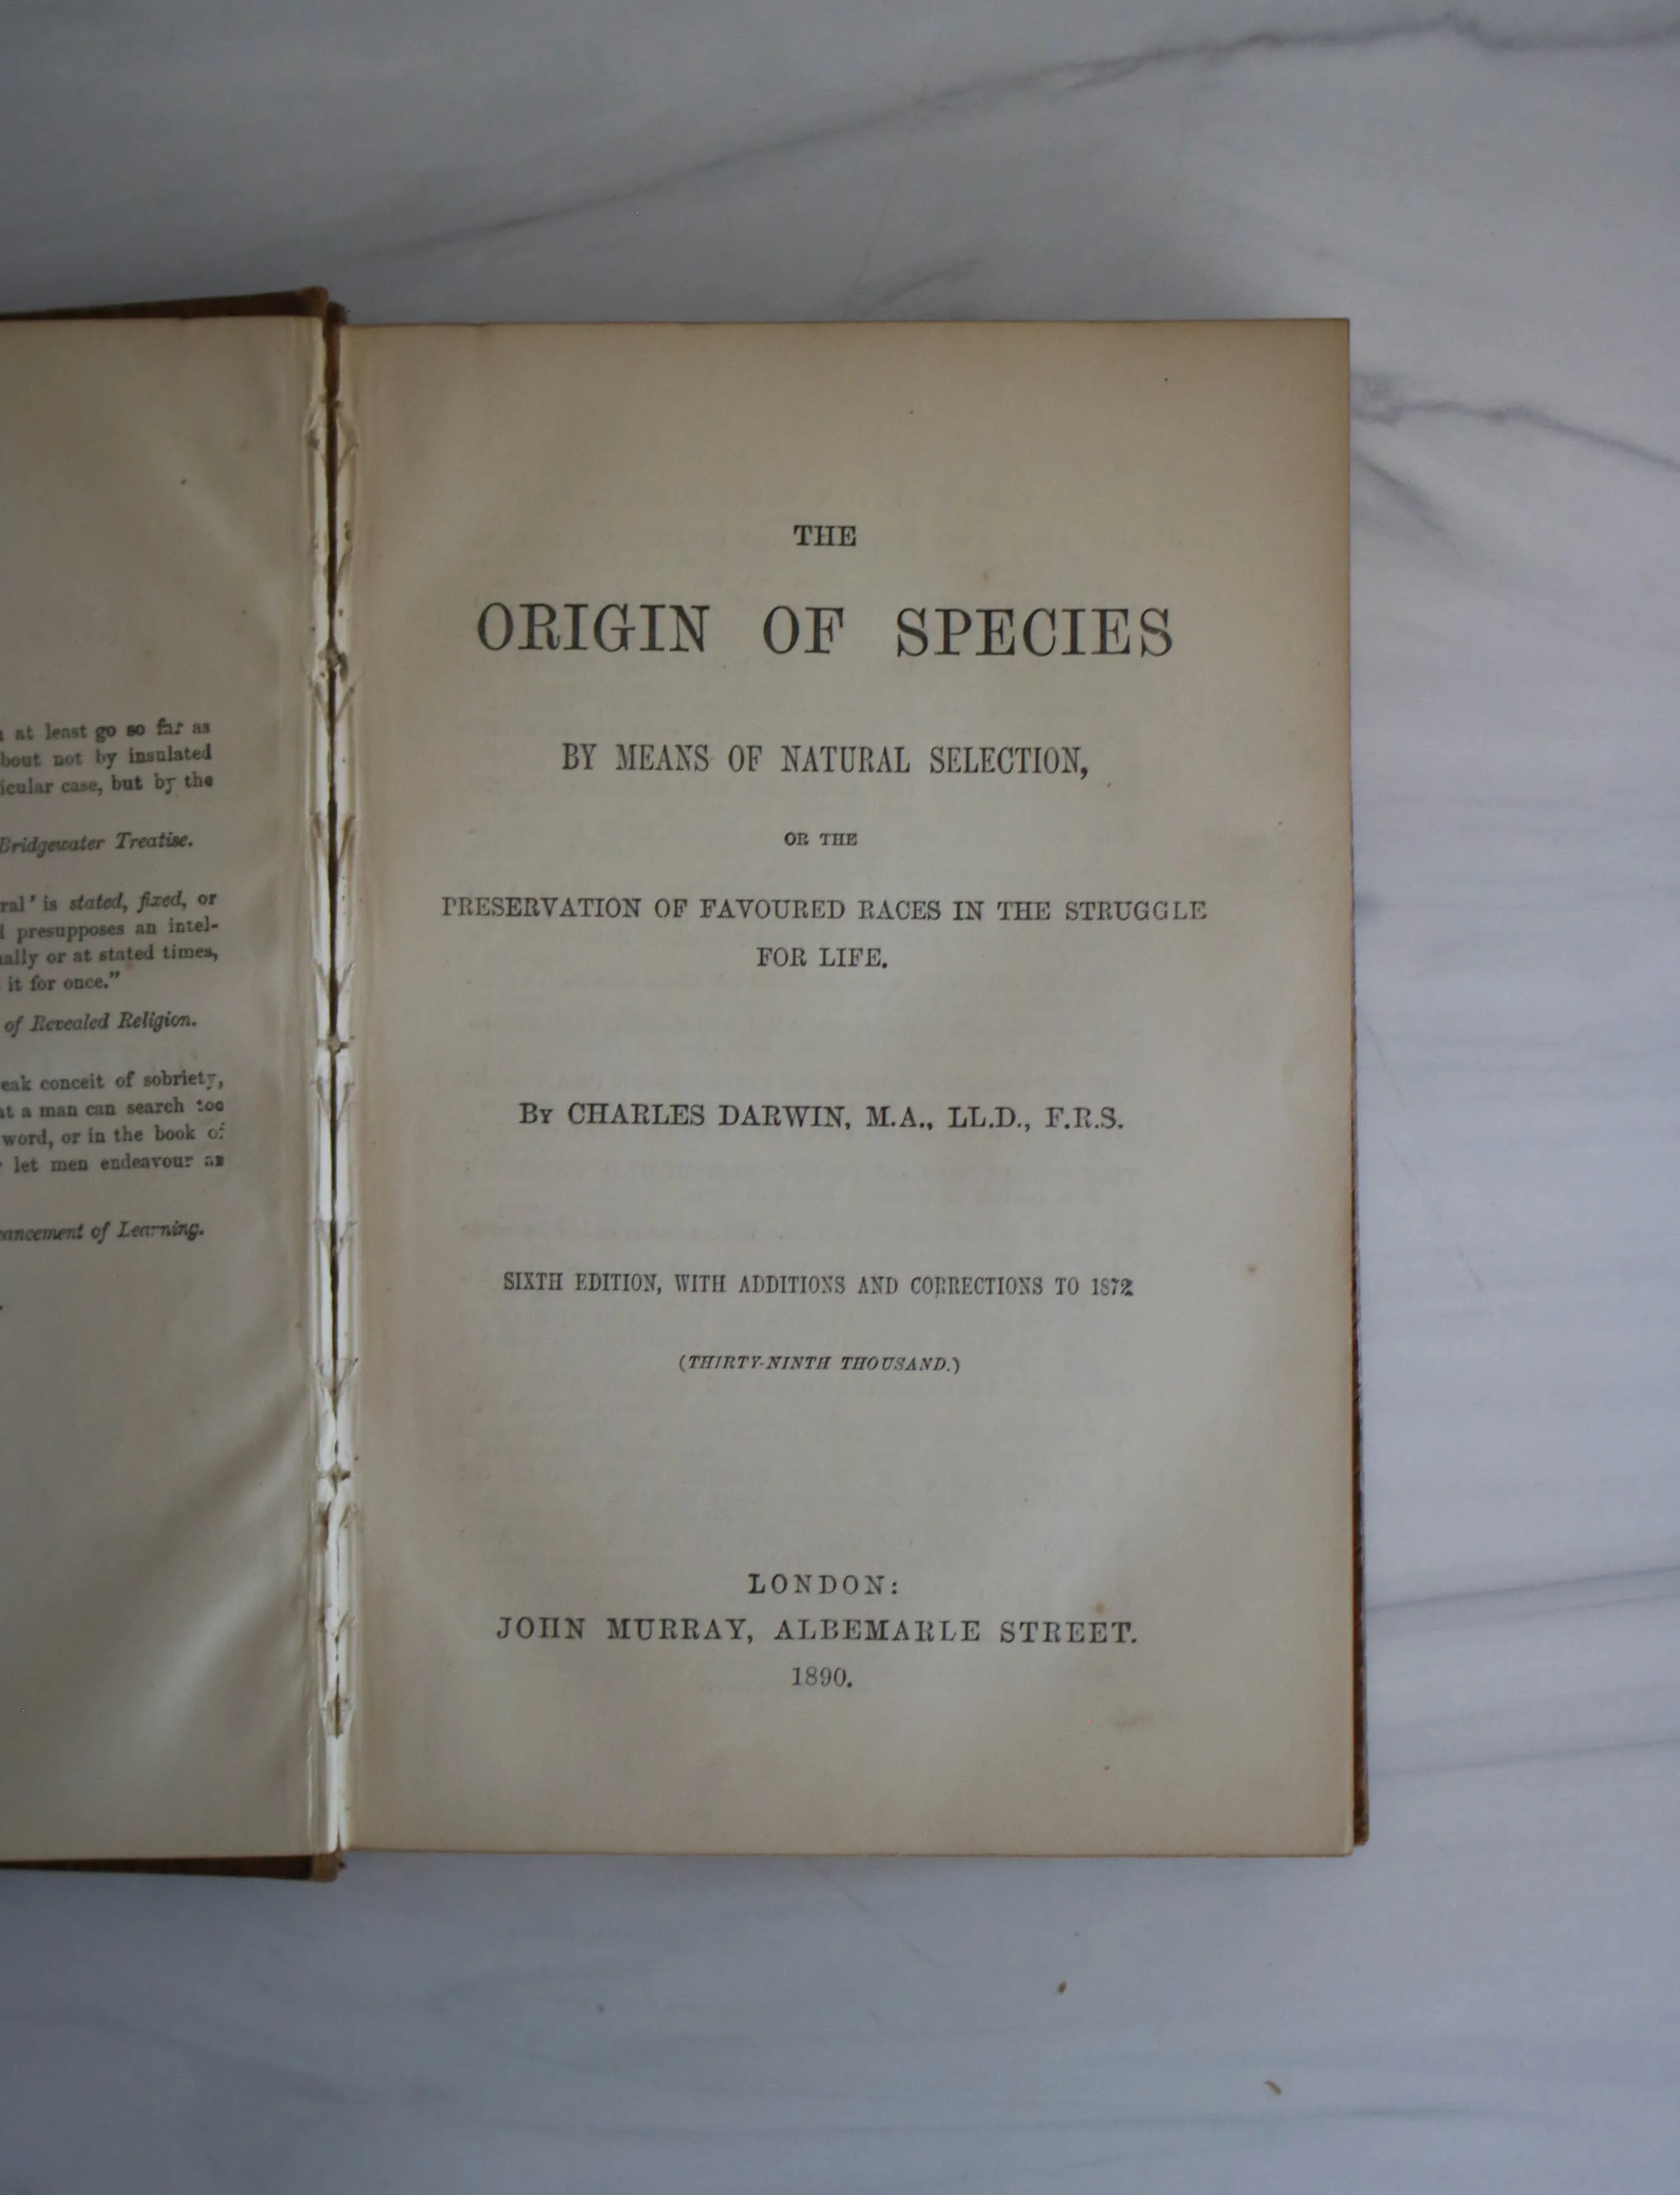 at least go so far as
bout not by insulated
icular case, but by the
Bridgewater Treatise.
ral' is stated, fixed, or
presupposes an intel-
ually or at stated times,
it for once."
of Revealed Religion.
eak conceit of sobriety,
at a man can search too
word, or in the book of
let men endeavour as
vancement of Learning.
THE
ORIGIN OF SPECIES
BY MEANS OF NATURAL SELECTION,
OR THE
PRESERVATION OF FAVOURED RACES IN THE STRUGGLE
FOR LIFE.
BY CHARLES DARWIN, M.A., LL.D., F.R.S.
SIXTH EDITION, WITH ADDITIONS AND CORRECTIONS TO 1872
(THIRTY-NINTH THOUSAND.)
LONDON:
JOHN MURRAY, ALBEMARLE STREET.
1890.